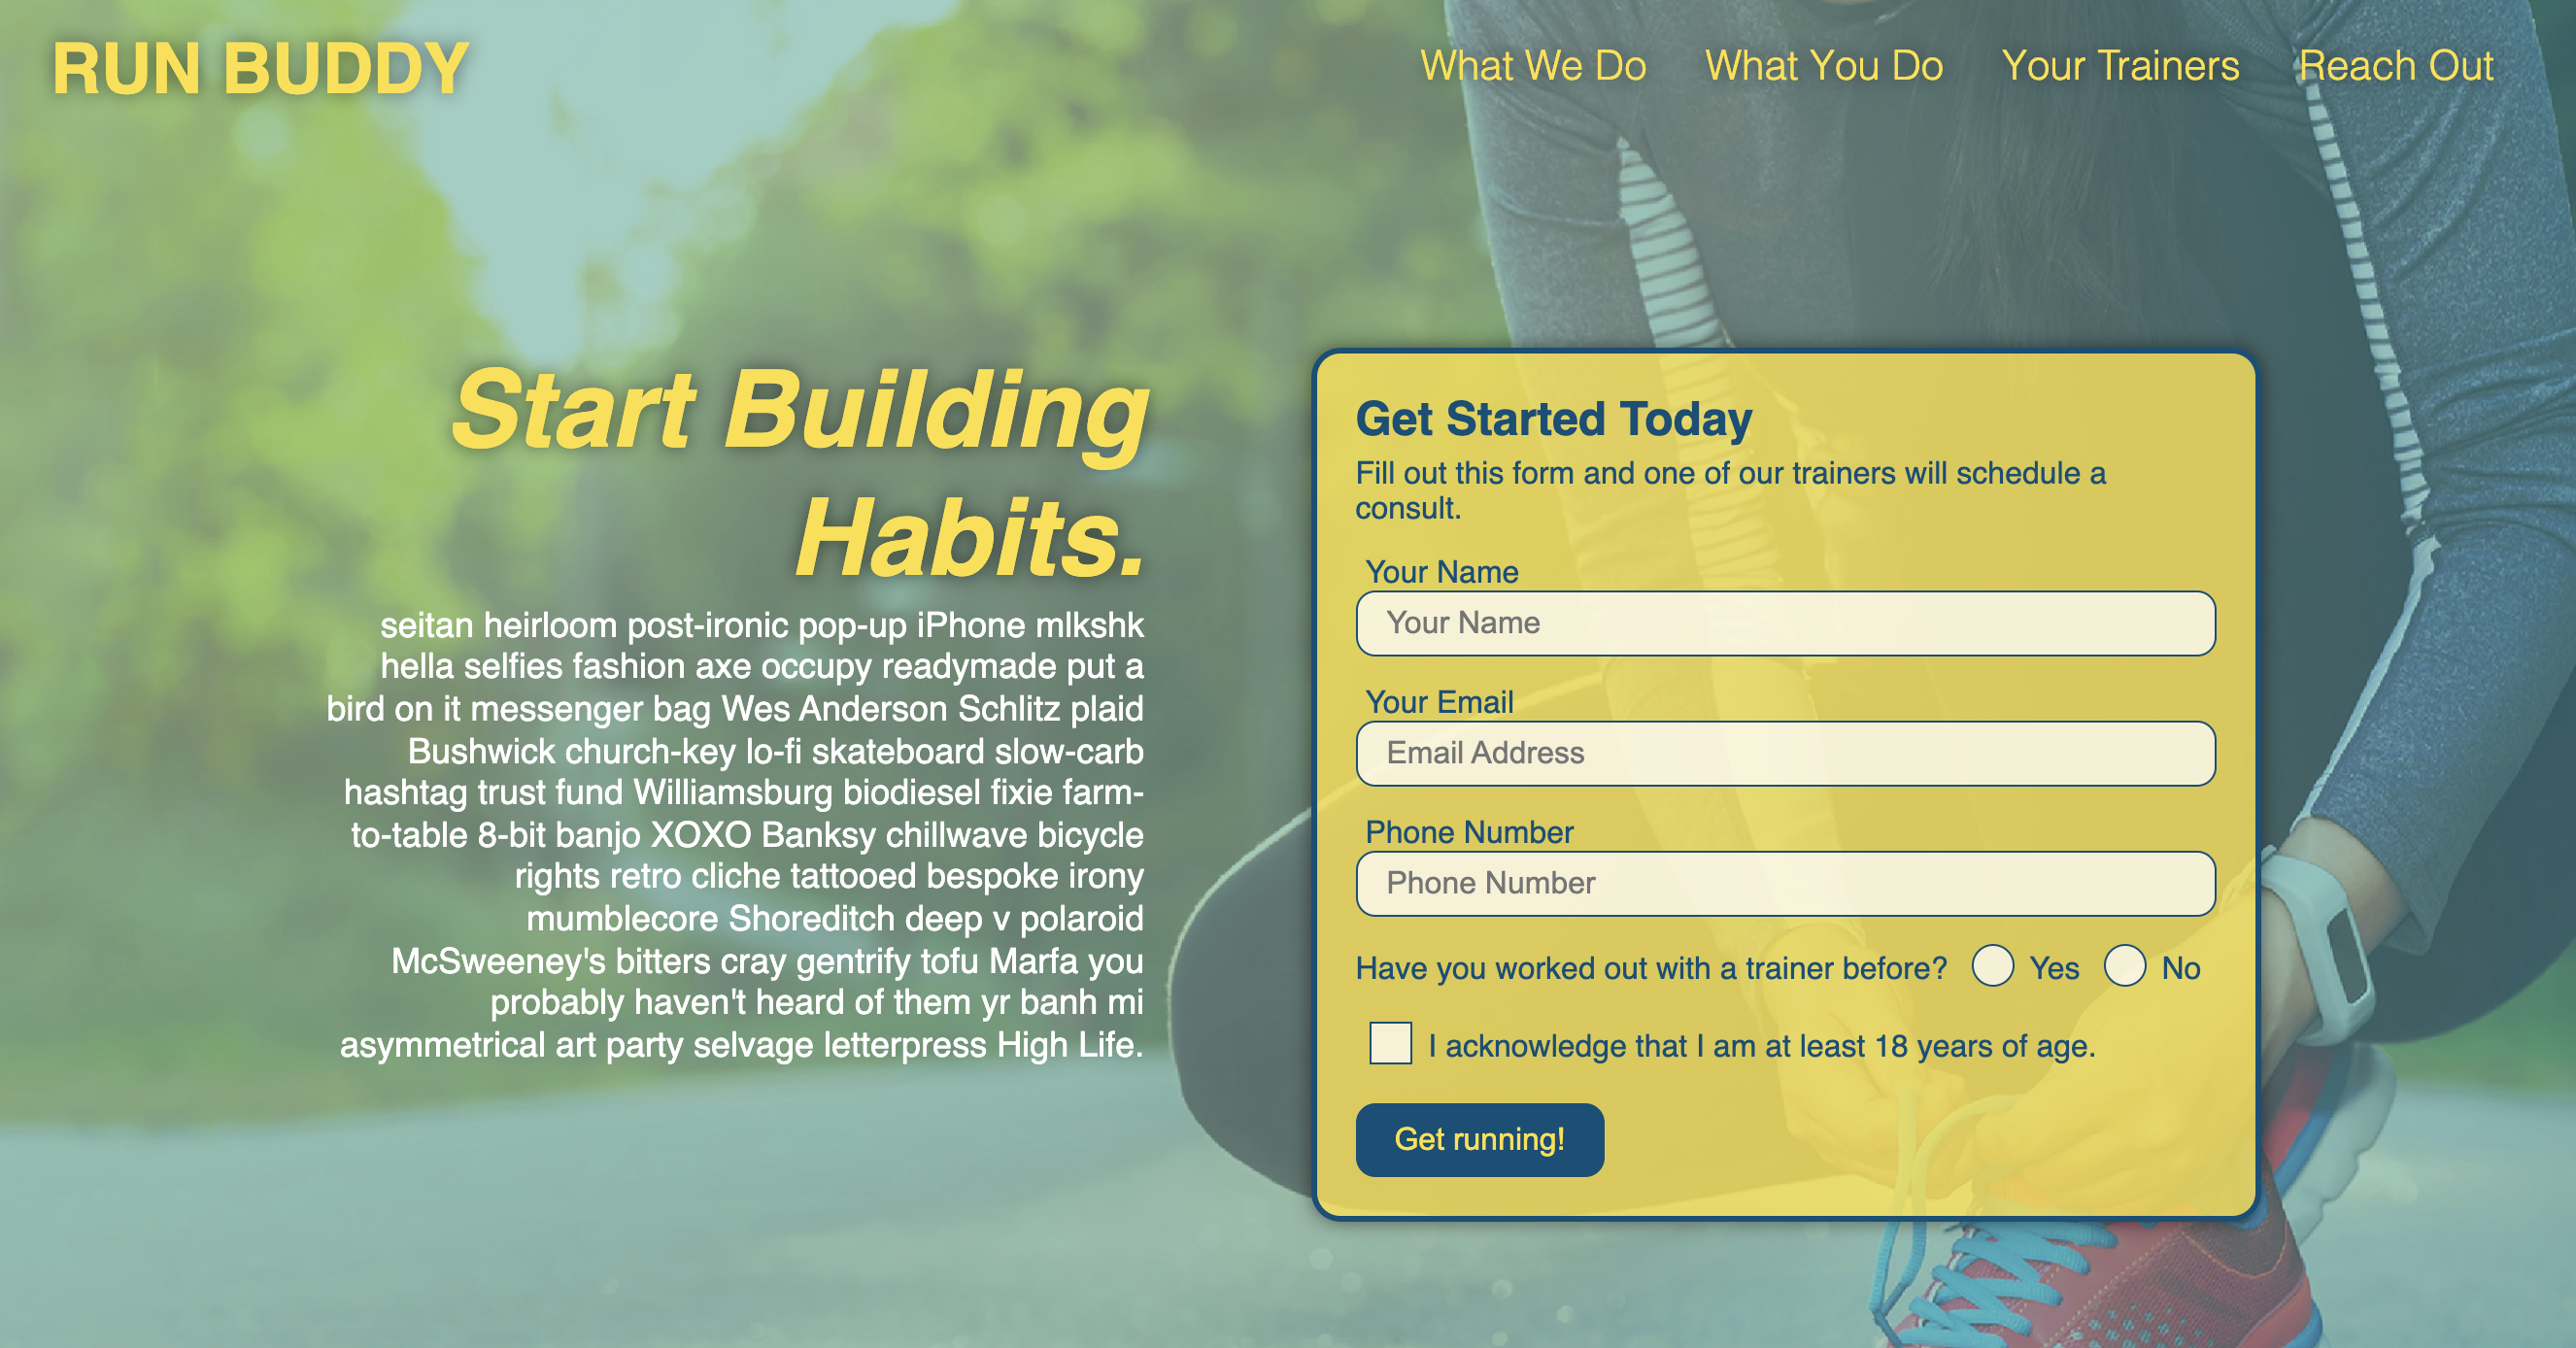 RUN BUDDY
What We Do
What You Do
Your Trainers
Reach Out
Start Building
Habits.
seitan heirloom post-ironic pop-up iPhone mlkshk
hella selfies fashion axe occupy readymade put a
bird on it messenger bag Wes Anderson Schlitz plaid
Bushwick church-key lo-fi skateboard slow-carb
hashtag trust fund Williamsburg biodiesel fixie farm-
to-table 8-bit banjo XOXO Banksy chillwave bicycle
rights retro cliche tattooed bespoke irony
mumblecore Shoreditch deep v polaroid
McSweeney's bitters cray gentrify tofu Marfa you
probably haven't heard of them yr banh mi
asymmetrical art party selvage letterpress High Life.
Get Started Today
Fill out this form and one of our trainers will schedule a
consult.
Your Name
Your Name
Your Email
Email Address
Phone Number
Phone Number
Have you worked out with a trainer before? Yes No
I acknowledge that I am at least 18 years of age.
Get running!